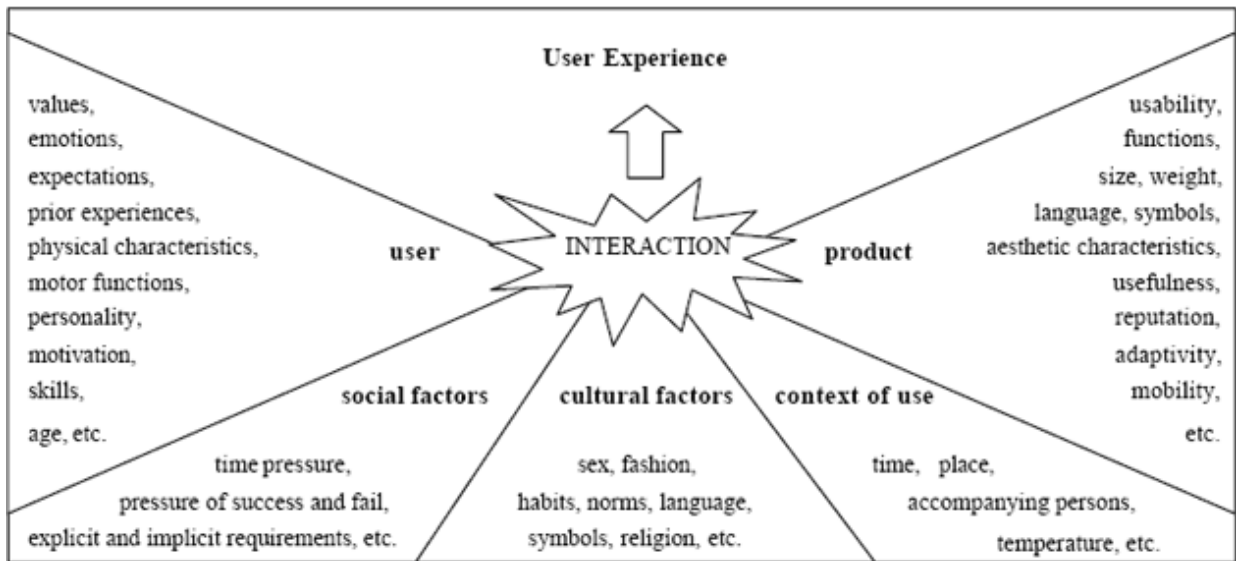 User Experience
values,
emotions,
expectations,
prior experiences,
physical characteristics,
motor functions,
personality,
motivation,
skills,
age, etc.
user
INTERACTION
product
usability,
functions,
size, weight,
language, symbols,
aesthetic characteristics,
usefulness,
reputation,
adaptivity,
mobility,
etc.
social factors
time pressure,
pressure of success and fail,
explicit and implicit requirements, etc.
cultural factors
sex, fashion,
habits, norms, language,
symbols, religion, etc.
context of use
time, place,
accompanying persons,
temperature, etc.